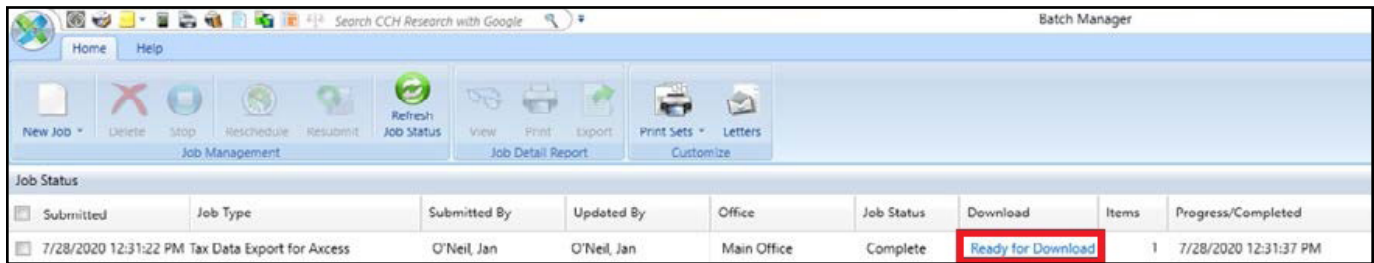 Search CCH Research with Google
Batch Manager
Home Help
New Job Delete Stop Reschedule Resubmit Refresh Job Status View Print Export Print Sets Letters
Job Management Job Detail Report Customize
Job Status
Submitted Job Type Submitted By Updated By Office Job Status Download Items Progress/Completed
7/28/2020 12:31:22 PM Tax Data Export for Axcess O'Neil, Jan O'Neil, Jan Main Office Complete Ready for Download 1 7/28/2020 12:31:37 PM